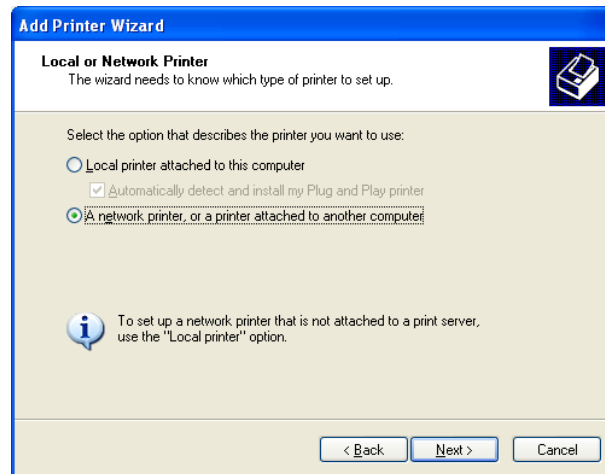 Add Printer Wizard
Local or Network Printer
The wizard needs to know which type of printer to set up.
Select the option that describes the printer you want to use:
Local printer attached to this computer
Automatically detect and install my Plug and Play printer
A network printer, or a printer attached to another computer
To set up a network printer that is not attached to a print server,
use the "Local printer" option.
< Back Next > Cancel